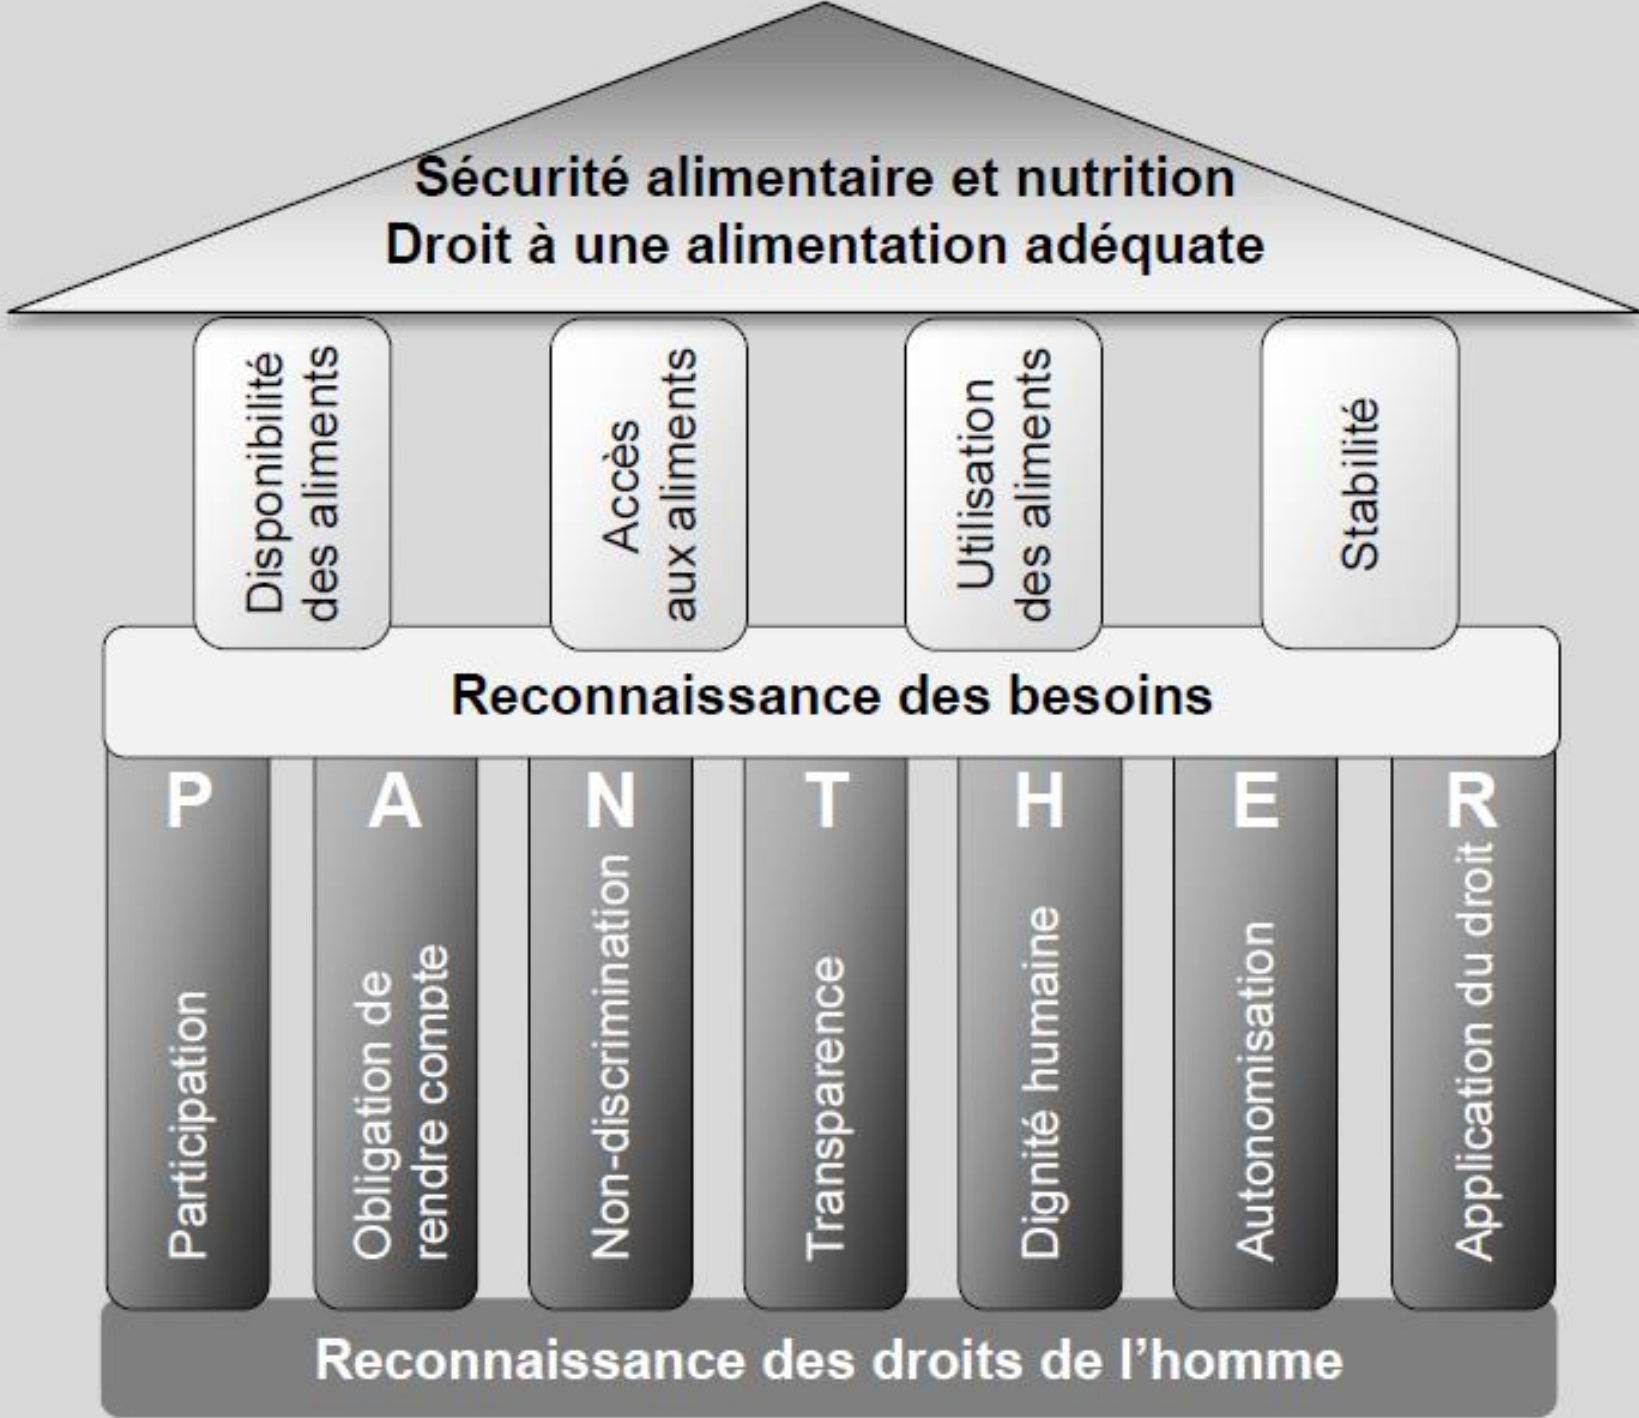 Sécurité alimentaire et nutrition
Droit à une alimentation adéquate
Disponibilité
des aliments
Accès
aux aliments
Utilisation
des aliments
Stabilité
Reconnaissance des besoins
P
Participation
A
Obligation de
rendre compte
N
Non-discrimination
T
Transparence
H
Dignité humaine
E
Autonomisation
R
Application du droit
Reconnaissance des droits de l’homme